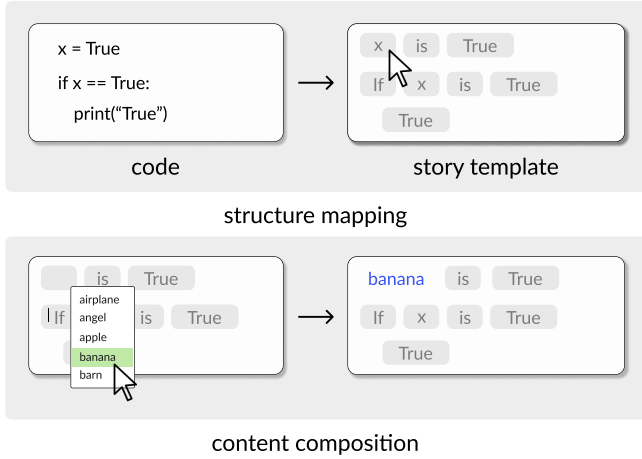 x = True
if x == True:
print(“True”)
code
x is True
If x is True
True
story template
structure mapping
is True
If is True
airplane
angel
apple
banana
barn
banana is True
If x is True
True
content composition